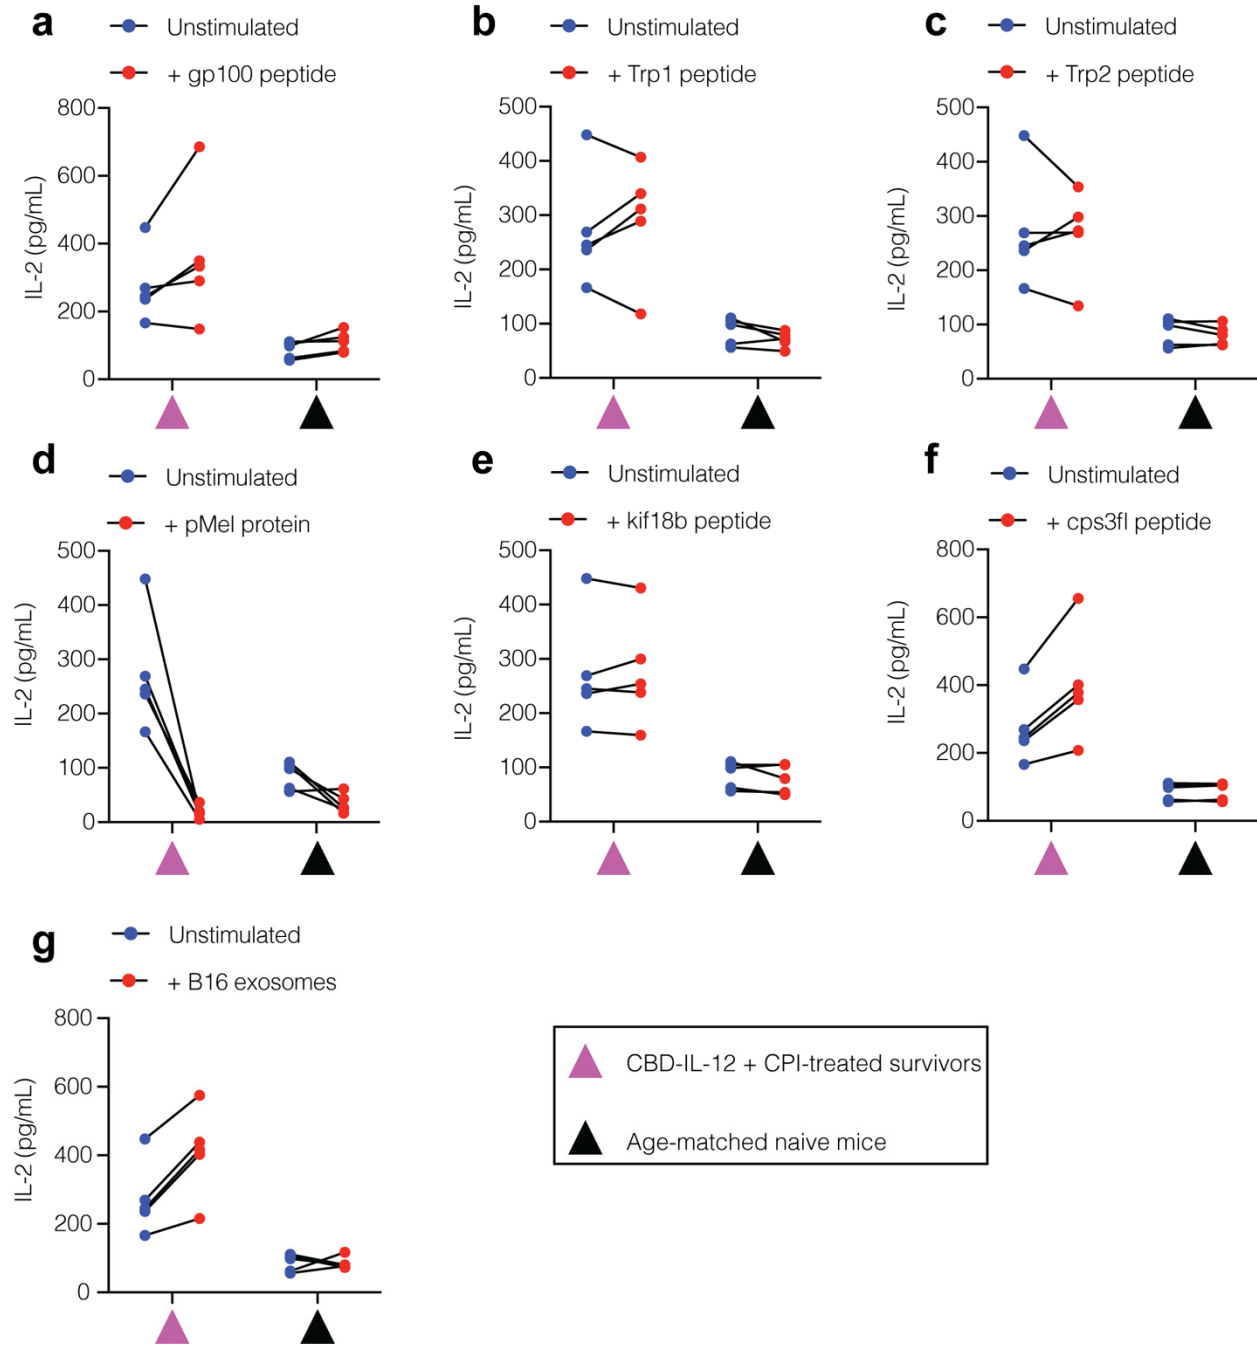 a
Unstimulated
+ gp100 peptide
800
600
400
200
0
IL-2 (pg/mL)
b
Unstimulated
+ Trp1 peptide
500
400
300
200
100
0
IL-2 (pg/mL)
c
Unstimulated
+ Trp2 peptide
500
400
300
200
100
0
IL-2 (pg/mL)
d
Unstimulated
+ pMel protein
500
400
300
200
100
0
IL-2 (pg/mL)
e
Unstimulated
+ kif18b peptide
500
400
300
200
100
0
IL-2 (pg/mL)
f
Unstimulated
+ cps3fl peptide
800
600
400
200
0
IL-2 (pg/mL)
g
Unstimulated
+ B16 exosomes
800
600
400
200
0
IL-2 (pg/mL)
CBD-IL-12 + CPI-treated survivors
Age-matched naive mice